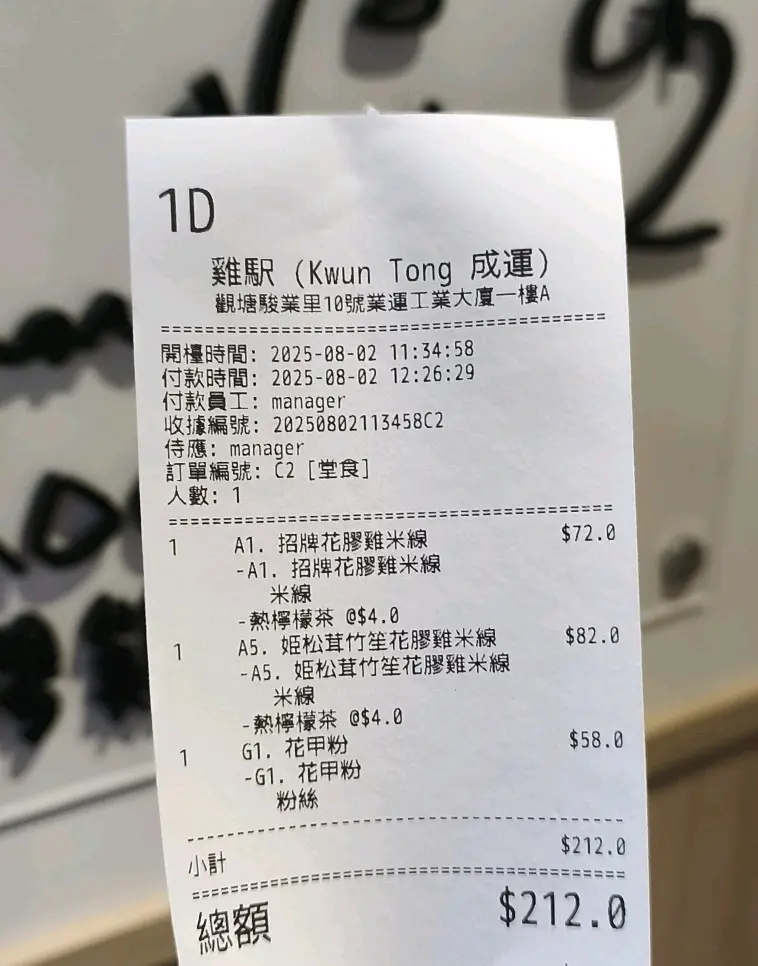 1D
雞駅 (Kwun Tong 成運)
觀塘駿業里10號業運工業大廈一樓A
開檯時間: 2025-08-02 11:34:58
付款時間: 2025-08-02 12:26:29
付款員工: manager
收據編號: 20250802113458C2
侍應: manager
訂單編號: C2 [堂食]
人數: 1
1 A1. 招牌花膠雞米線 $72.0
-A1. 招牌花膠雞米線
米線
-熱檸檬茶 @$4.0
1 A5. 姬松茸竹笙花膠雞米線 $82.0
-A5. 姬松茸竹笙花膠雞米線
米線
-熱檸檬茶 @$4.0
1 G1. 花甲粉 $58.0
-G1. 花甲粉
粉絲
小計 $212.0
總額 $212.0